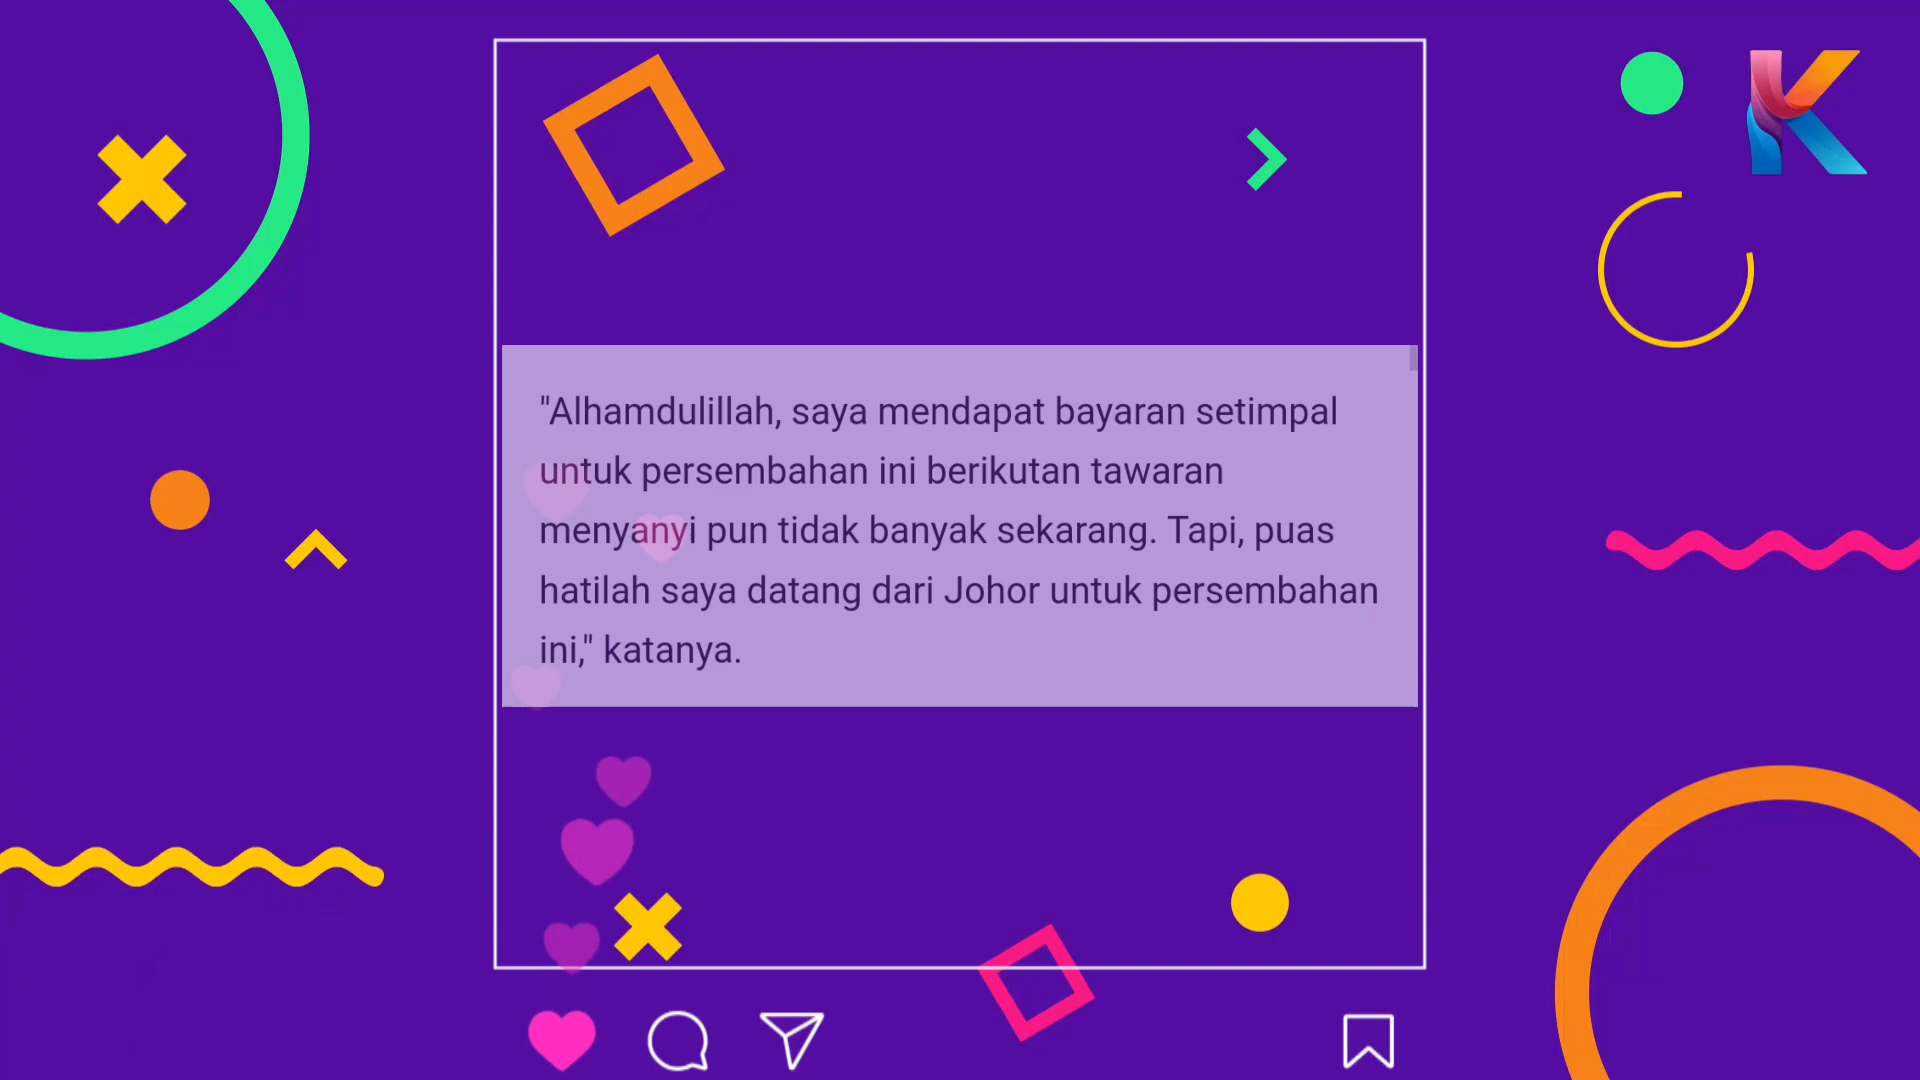 K
"Alhamdulillah, saya mendapat bayaran setimpal
untuk persembahan ini berikutan tawaran
menyanyi pun tidak banyak sekarang. Tapi, puas
hatilah saya datang dari Johor untuk persembahan
ini," katanya.